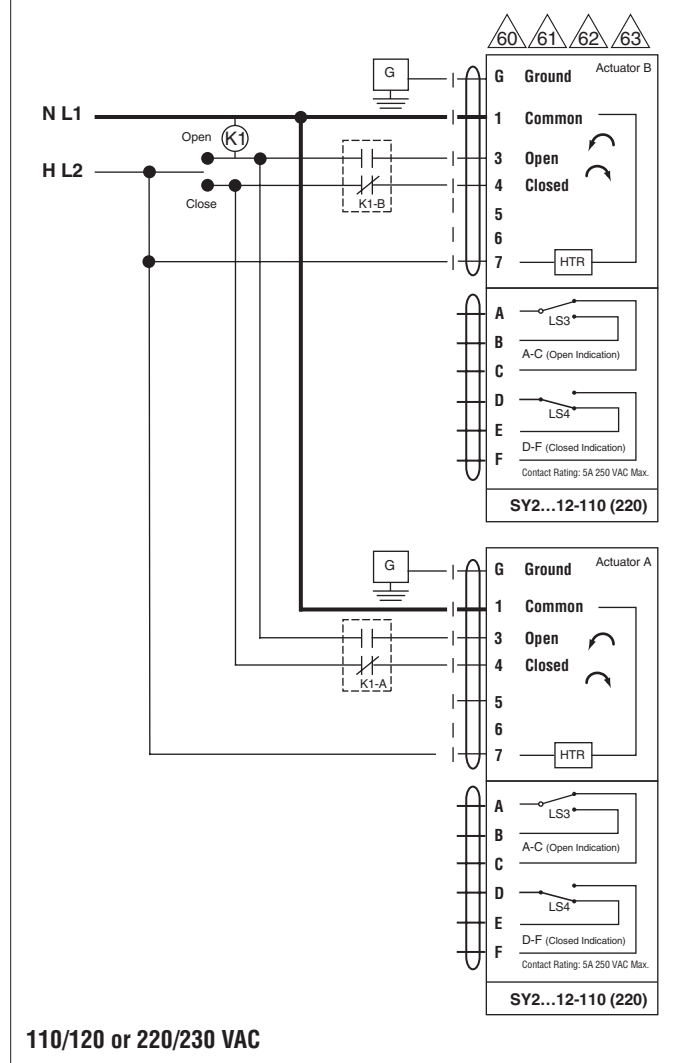 60 61 62 63
Actuator B
G
G Ground
N L1
1 Common
Open
K1
3 Open
H L2
4 Closed
Close
K1-B
5
6
7
HTR
A
LS3
B
A-C (Open Indication)
C
D
LS4
E
D-F (Closed Indication)
F
Contact Rating: 5A 250 VAC Max.
SY2…12-110 (220)
Actuator A
G
G Ground
1 Common
3 Open
4 Closed
K1-A
5
6
7
HTR
A
LS3
B
A-C (Open Indication)
C
D
LS4
E
D-F (Closed Indication)
F
Contact Rating: 5A 250 VAC Max.
SY2…12-110 (220)
110/120 or 220/230 VAC